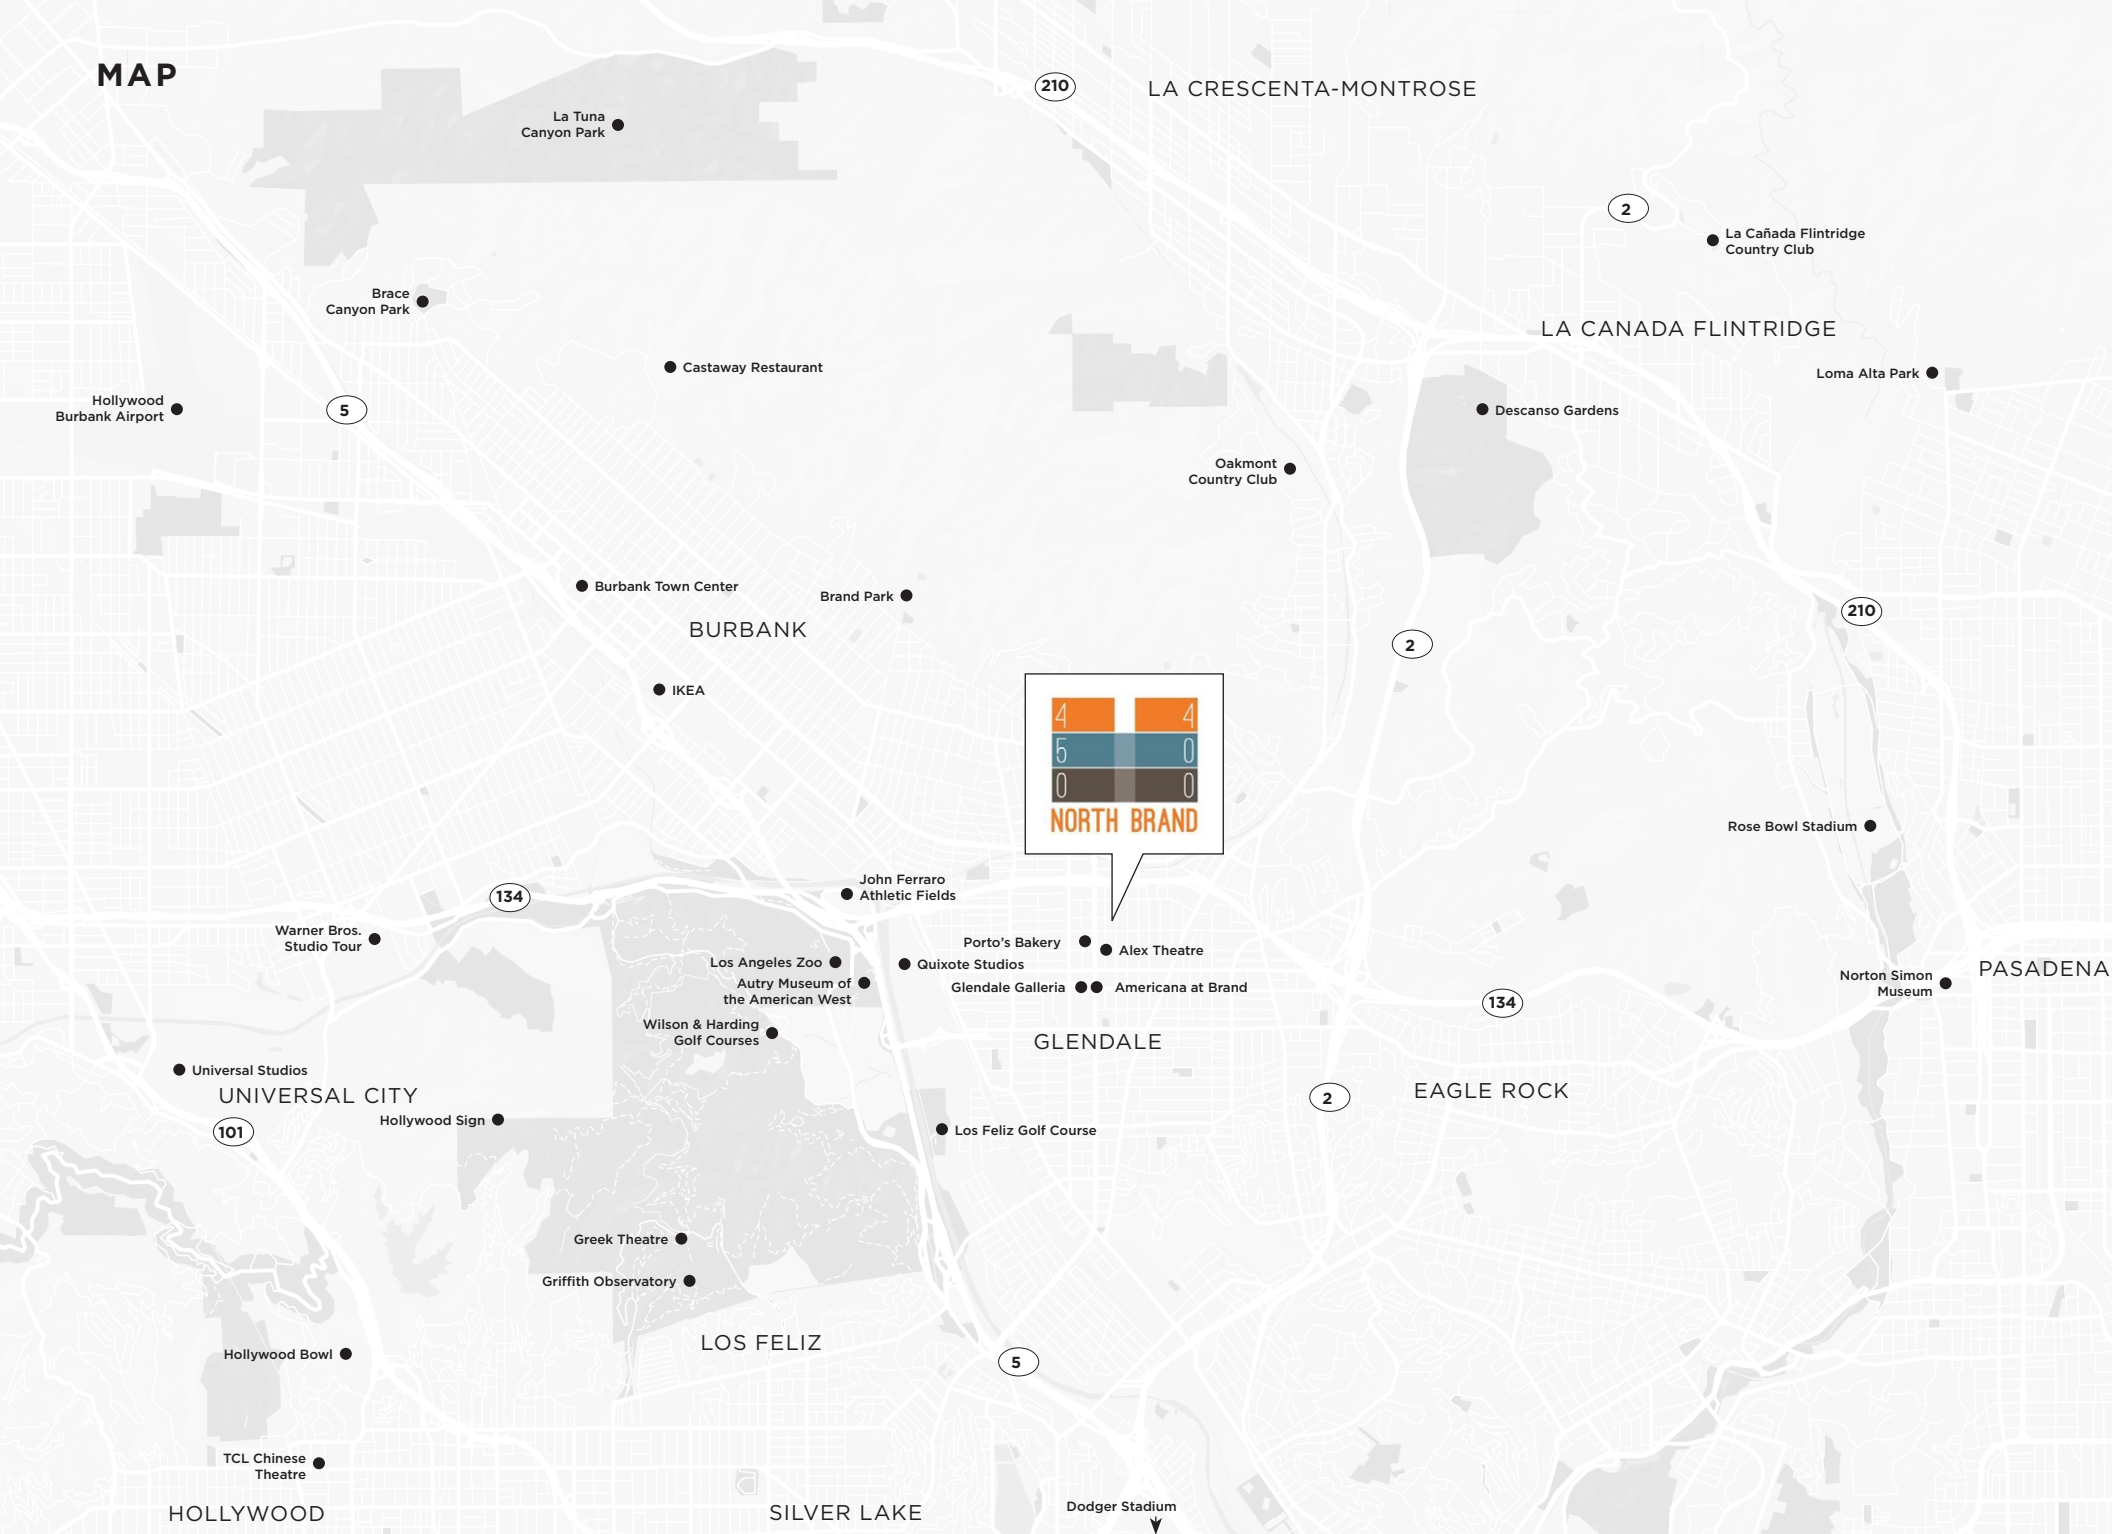 MAP
210
LA CRESCENTA-MONTROSE
La Tuna
Canyon Park
2
La Cañada Flintridge
Country Club
Brace
Canyon Park
LA CANADA FLINTRIDGE
Castaway Restaurant
Loma Alta Park
Hollywood
Burbank Airport
5
Descanso Gardens
Oakmont
Country Club
Burbank Town Center
Brand Park
210
BURBANK
2
IKEA
4 4
5 0
0 0
NORTH BRAND
Rose Bowl Stadium
John Ferraro
Athletic Fields
134
Warner Bros.
Studio Tour
Porto's Bakery
Alex Theatre
Los Angeles Zoo
Quixote Studios
Autry Museum of
the American West
Glendale Galleria
Americana at Brand
Norton Simon
Museum
PASADENA
134
Wilson & Harding
Golf Courses
GLENDALE
Universal Studios
UNIVERSAL CITY
2
EAGLE ROCK
Hollywood Sign
101
Los Feliz Golf Course
Greek Theatre
Griffith Observatory
LOS FELIZ
Hollywood Bowl
5
TCL Chinese
Theatre
HOLLYWOOD
SILVER LAKE
Dodger Stadium